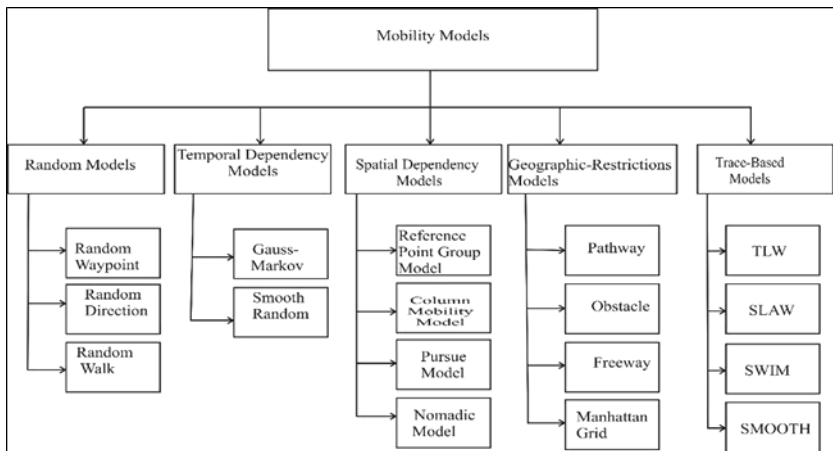 Mobility Models
Random Models
Temporal Dependency
Models
Spatial Dependency
Models
Geographic-Restrictions
Models
Trace-Based
Models
Random
Waypoint
Random
Direction
Random
Walk
Gauss-
Markov
Smooth
Random
Reference
Point Group
Model
Column
Mobility Model
Pursue
Model
Nomadic
Model
Pathway
Obstacle
Freeway
Manhattan
Grid
TLW
SLAW
SWIM
SMOOTH